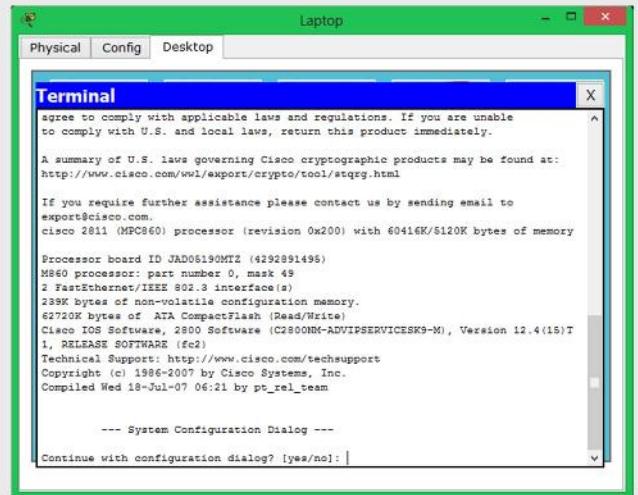 Laptop
Physical Config Desktop
Terminal X
agree to comply with applicable laws and regulations. If you are unable
to comply with U.S. and local laws, return this product immediately.
A summary of U.S. laws governing Cisco cryptographic products may be found at:
http://www.cisco.com/wwl/export/crypto/tool/stqrg.html
If you require further assistance please contact us by sending email to
export@cisco.com.
cisco 2811 (MPC860) processor (revision 0x200) with 60416K/5120K bytes of memory
Processor board ID JAD05190MTZ (4292891495)
M860 processor: part number 0, mask 49
2 FastEthernet/IEEE 802.3 interface(s)
239K bytes of non-volatile configuration memory.
62720K bytes of ATA CompactFlash (Read/Write)
Cisco IOS Software, 2800 Software (C2800NM-ADVIPSERVICESK9-M), Version 12.4(15)T
1, RELEASE SOFTWARE (fc2)
Technical Support: http://www.cisco.com/techsupport
Copyright (c) 1986-2007 by Cisco Systems, Inc.
Compiled Wed 18-Jul-07 06:21 by pt_rel_team
--- System Configuration Dialog ---
Continue with configuration dialog? [yes/no]: